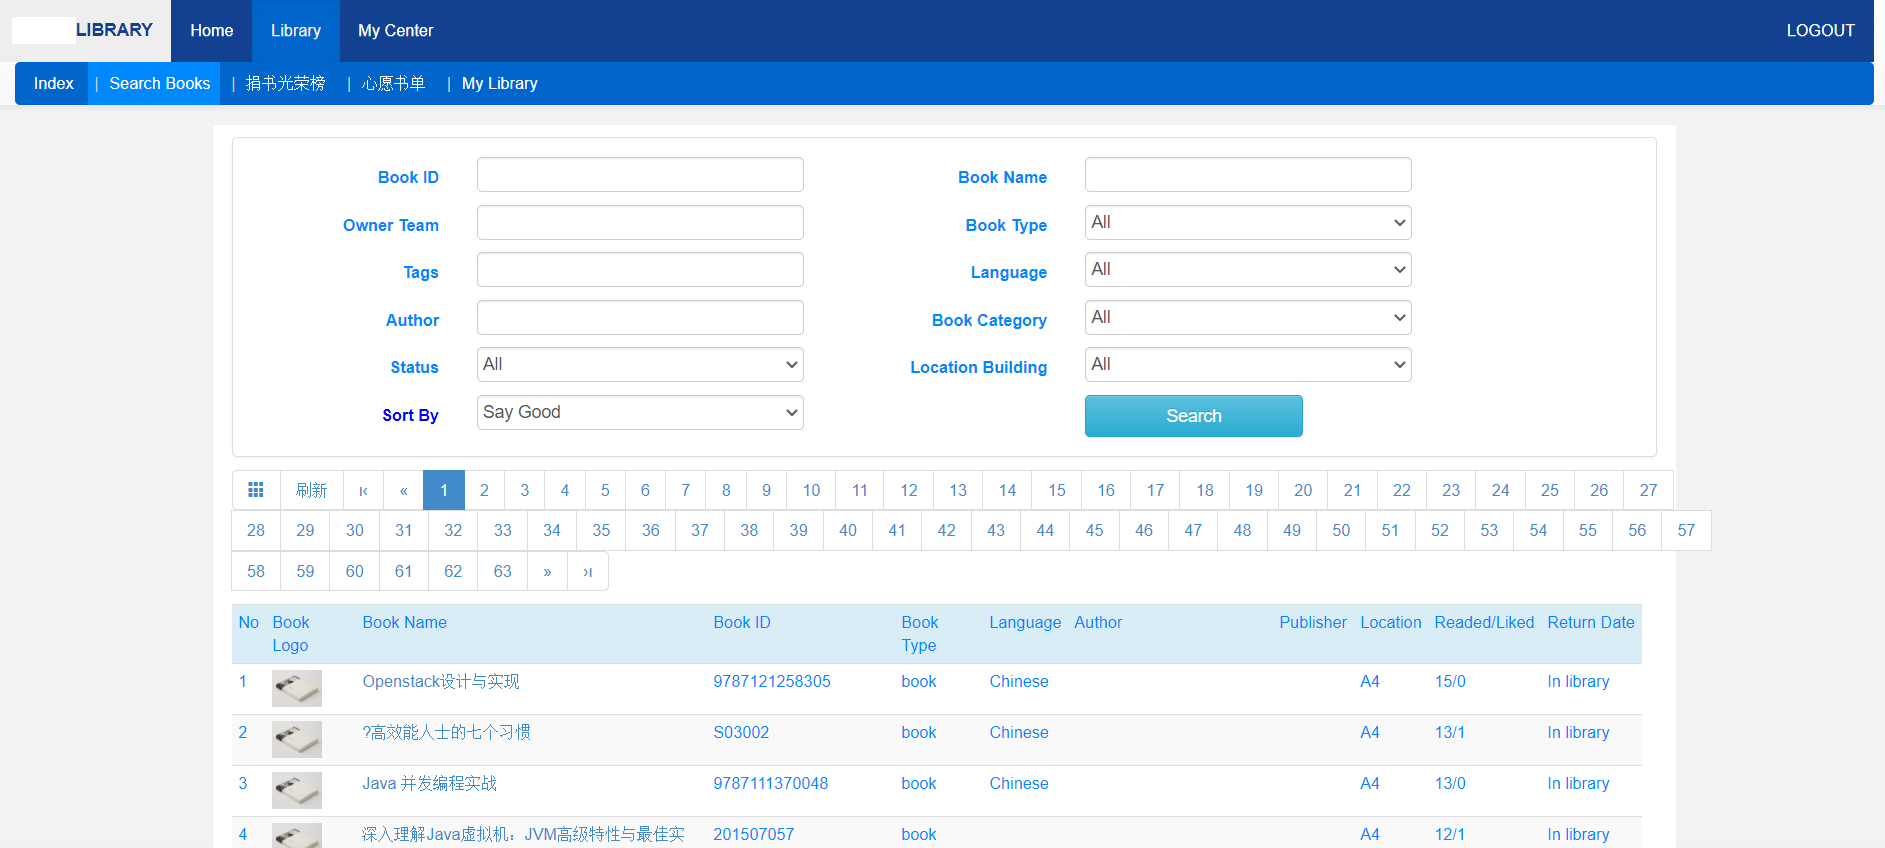 LIBRARY Home Library My Center LOGOUT
Index | Search Books | 捐书光荣榜 | 心愿书单 | My Library
Book ID Book Name
Owner Team Book Type All
Tags Language All
Author Book Category All
Status All Location Building All
Sort By Say Good Search
刷新 ı‹ « 1 2 3 4 5 6 7 8 9 10 11 12 13 14 15 16 17 18 19 20 21 22 23 24 25 26 27
28 29 30 31 32 33 34 35 36 37 38 39 40 41 42 43 44 45 46 47 48 49 50 51 52 53 54 55 56 57
58 59 60 61 62 63 » ›ı
No Book Logo Book Name Book ID Book Type Language Author Publisher Location Readed/Liked Return Date
1 Openstack设计与实现 9787121258305 book Chinese A4 15/0 In library
2 ?高效能人士的七个习惯 S03002 book Chinese A4 13/1 In library
3 Java 并发编程实战 9787111370048 book Chinese A4 13/0 In library
4 深入理解Java虚拟机：JVM高级特性与最佳实 201507057 book A4 12/1 In library